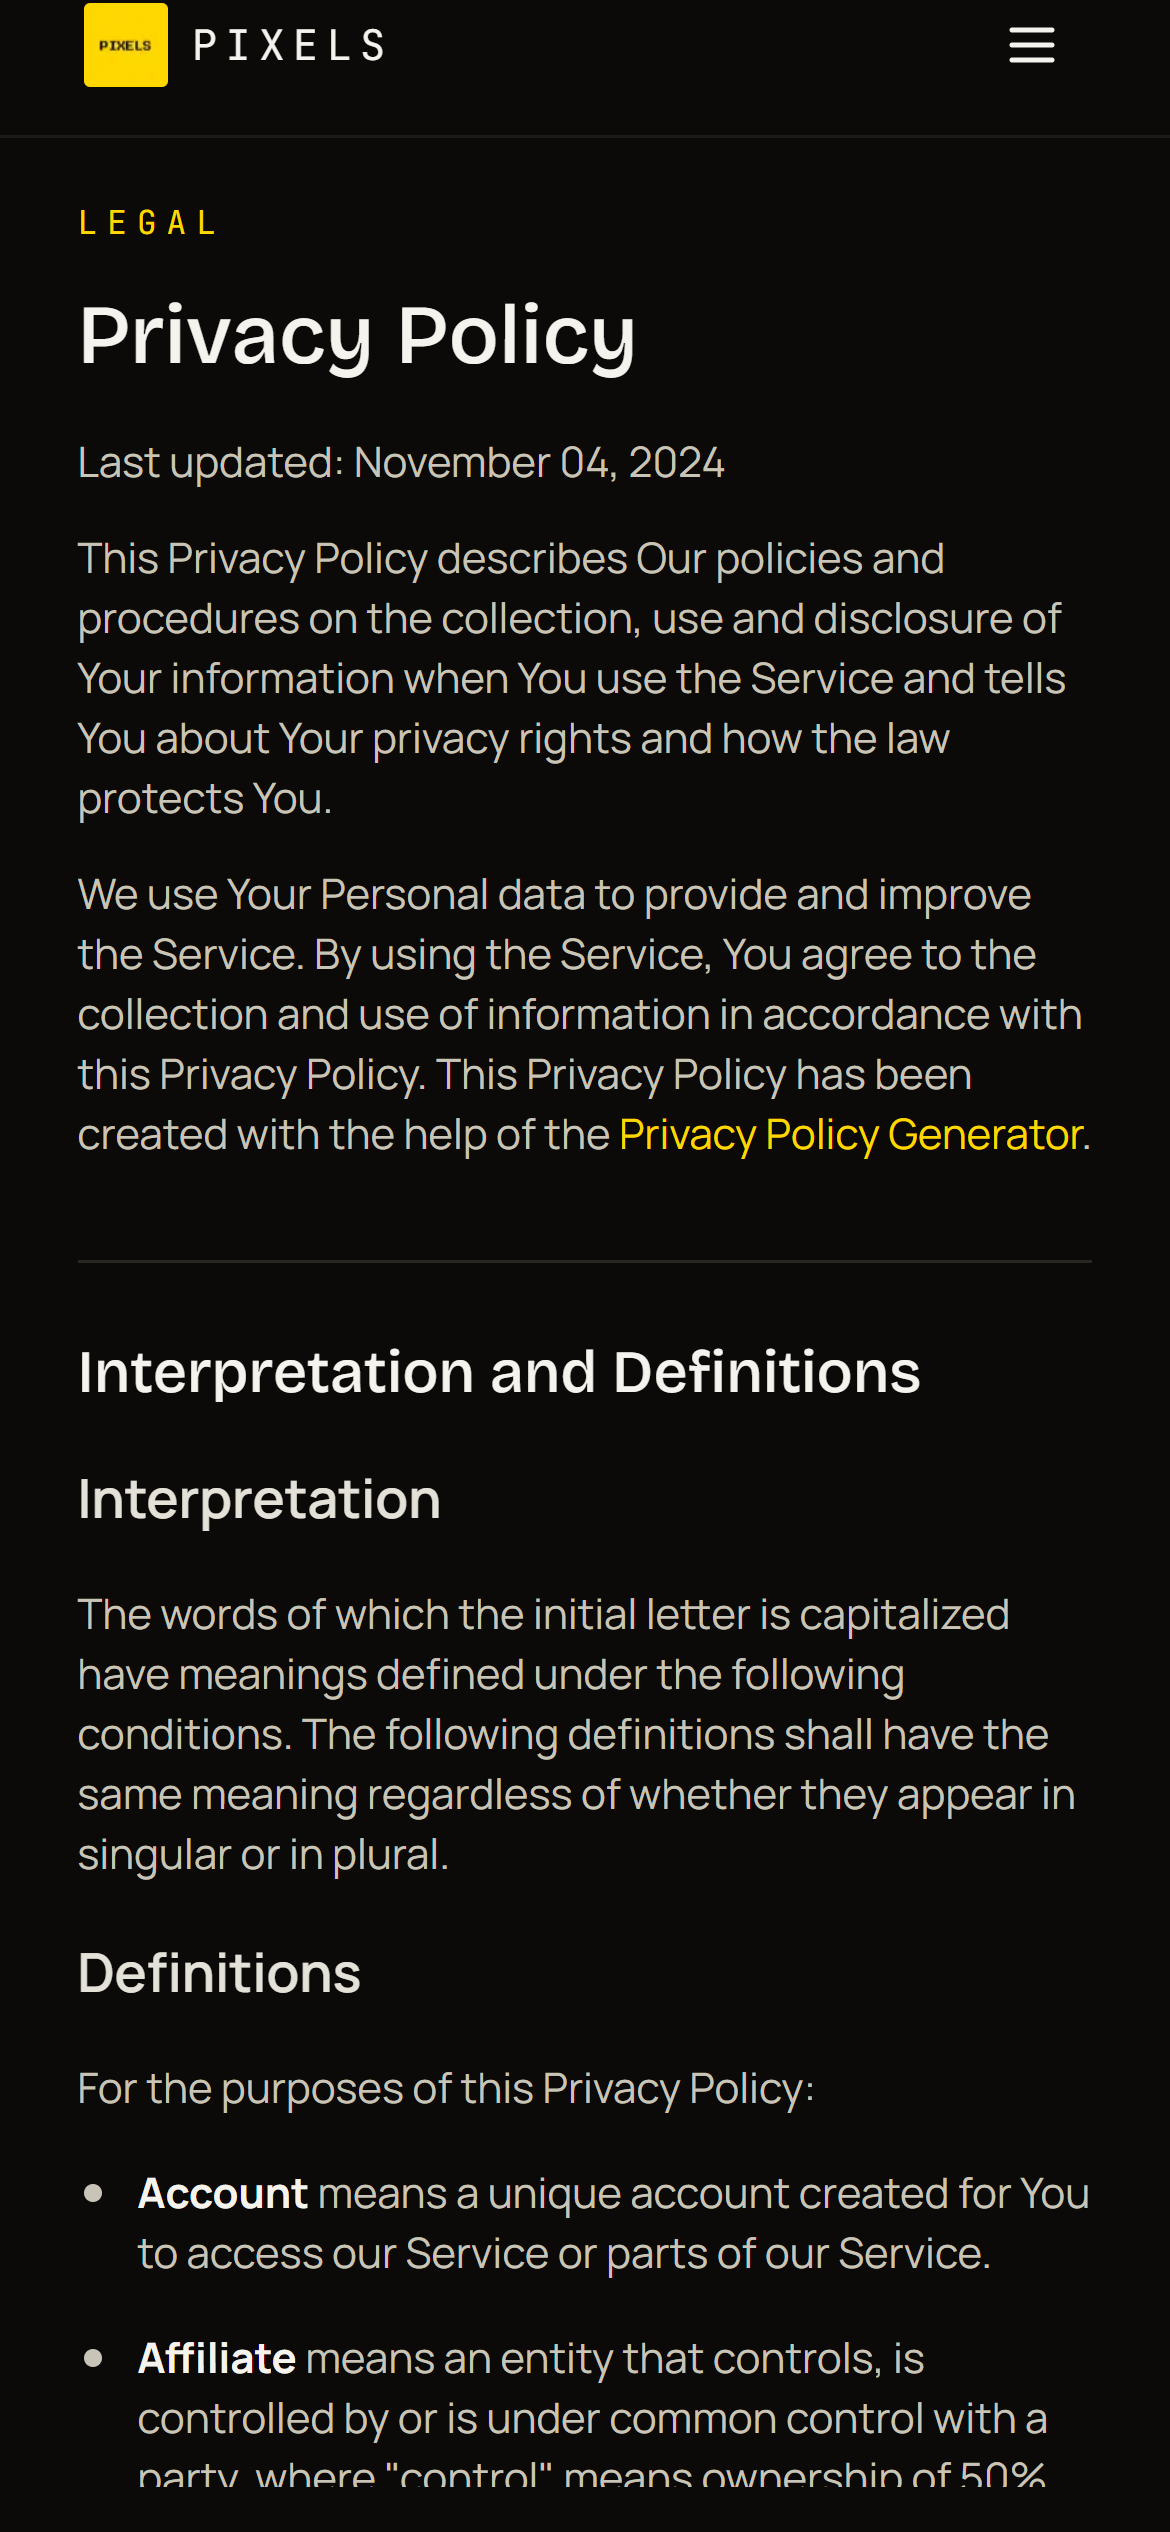 PIXELS PIXELS
LEGAL
Privacy Policy
Last updated: November 04, 2024
This Privacy Policy describes Our policies and
procedures on the collection, use and disclosure of
Your information when You use the Service and tells
You about Your privacy rights and how the law
protects You.
We use Your Personal data to provide and improve
the Service. By using the Service, You agree to the
collection and use of information in accordance with
this Privacy Policy. This Privacy Policy has been
created with the help of the Privacy Policy Generator.
Interpretation and Definitions
Interpretation
The words of which the initial letter is capitalized
have meanings defined under the following
conditions. The following definitions shall have the
same meaning regardless of whether they appear in
singular or in plural.
Definitions
For the purposes of this Privacy Policy:
Account means a unique account created for You
to access our Service or parts of our Service.
Affiliate means an entity that controls, is
controlled by or is under common control with a
party, where "control" means ownership of 50%